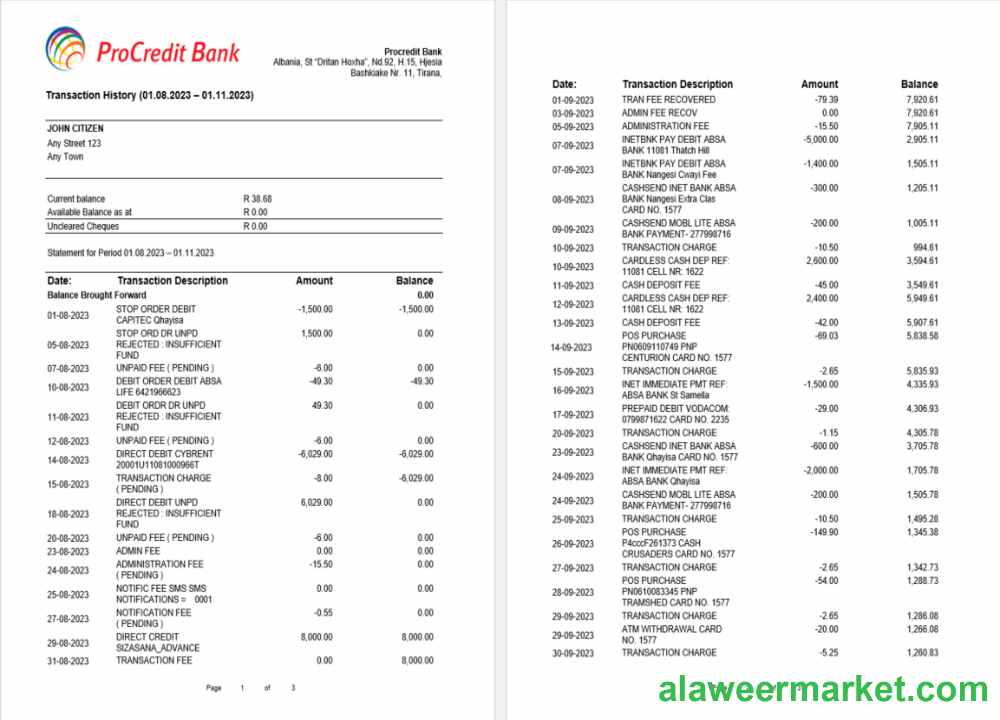 ProCredit Bank
Procredit Bank
Albania, St "Dritan Hoxha", Nd.92, H.15, Hjesia
Bashkiake Nr. 11, Tirana,
Transaction History (01.08.2023 – 01.11.2023)
JOHN CITIZEN
Any Street 123
Any Town
Current balance R 38.68
Available Balance as at R 0.00
Uncleared Cheques R 0.00
Statement for Period 01.08.2023 – 01.11.2023
Date: Transaction Description Amount Balance
Balance Brought Forward 0.00
01-08-2023 STOP ORDER DEBIT -1,500.00 -1,500.00
CAPITEC Qhayisa
05-08-2023 STOP ORD DR UNPD 1,500.00 0.00
REJECTED : INSUFFICIENT
FUND
07-08-2023 UNPAID FEE ( PENDING ) -6.00 0.00
10-08-2023 DEBIT ORDER DEBIT ABSA -49.30 -49.30
LIFE 6421966623
11-08-2023 DEBIT ORDR DR UNPD 49.30 0.00
REJECTED : INSUFFICIENT
FUND
12-08-2023 UNPAID FEE ( PENDING ) -6.00 0.00
14-08-2023 DIRECT DEBIT CYBRENT -6,029.00 -6,029.00
20001U11081000966T
15-08-2023 TRANSACTION CHARGE -8.00 -6,029.00
( PENDING )
18-08-2023 DIRECT DEBIT UNPD 6,029.00 0.00
REJECTED : INSUFFICIENT
FUND
20-08-2023 UNPAID FEE ( PENDING ) -6.00 0.00
23-08-2023 ADMIN FEE 0.00 0.00
24-08-2023 ADMINISTRATION FEE -15.50 0.00
( PENDING )
25-08-2023 NOTIFIC FEE SMS SMS 0.00 0.00
NOTIFICATIONS = 0001
27-08-2023 NOTIFICATION FEE -0.55 0.00
( PENDING )
29-08-2023 DIRECT CREDIT 8,000.00 8,000.00
SIZASANA_ADVANCE
31-08-2023 TRANSACTION FEE 0.00 8,000.00
Page 1 of 3
Date: Transaction Description Amount Balance
01-09-2023 TRAN FEE RECOVERED -79.39 7,920.61
03-09-2023 ADMIN FEE RECOV 0.00 7,920.61
05-09-2023 ADMINISTRATION FEE -15.50 7,905.11
07-09-2023 INETBNK PAY DEBIT ABSA -5,000.00 2,905.11
BANK 11081 Thatch Hill
07-09-2023 INETBNK PAY DEBIT ABSA -1,400.00 1,505.11
BANK Nangesi Cwayi Fee
08-09-2023 CASHSEND INET BANK ABSA -300.00 1,205.11
BANK Nangesi Extra Clas
CARD NO. 1577
09-09-2023 CASHSEND MOBL LITE ABSA -200.00 1,005.11
BANK PAYMENT- 277998716
10-09-2023 TRANSACTION CHARGE -10.50 994.61
10-09-2023 CARDLESS CASH DEP REF: 2,600.00 3,594.61
11081 CELL NR: 1622
11-09-2023 CASH DEPOSIT FEE -45.00 3,549.61
12-09-2023 CARDLESS CASH DEP REF: 2,400.00 5,949.61
11081 CELL NR: 1622
13-09-2023 CASH DEPOSIT FEE -42.00 5,907.61
14-09-2023 POS PURCHASE -69.03 5,838.58
PN0609110749 PNP
CENTURION CARD NO. 1577
15-09-2023 TRANSACTION CHARGE -2.65 5,835.93
16-09-2023 INET IMMEDIATE PMT REF: -1,500.00 4,335.93
ABSA BANK St Samella
17-09-2023 PREPAID DEBIT VODACOM: -29.00 4,306.93
0799871622 CARD NO. 2235
20-09-2023 TRANSACTION CHARGE -1.15 4,305.78
23-09-2023 CASHSEND INET BANK ABSA -600.00 3,705.78
BANK Qhayisa CARD NO. 1577
24-09-2023 INET IMMEDIATE PMT REF: -2,000.00 1,705.78
ABSA BANK Qhayisa
24-09-2023 CASHSEND MOBL LITE ABSA -200.00 1,505.78
BANK PAYMENT- 277998716
25-09-2023 TRANSACTION CHARGE -10.50 1,495.28
26-09-2023 POS PURCHASE -149.90 1,345.38
P4cccF261373 CASH
CRUSADERS CARD NO. 1577
27-09-2023 TRANSACTION CHARGE -2.65 1,342.73
28-09-2023 POS PURCHASE -54.00 1,288.73
PN0610083345 PNP
TRAMSHED CARD NO. 1577
29-09-2023 TRANSACTION CHARGE -2.65 1,286.08
29-09-2023 ATM WITHDRAWAL CARD -20.00 1,266.08
NO. 1577
30-09-2023 TRANSACTION CHARGE -5.25 1,260.83
alaweermarket.com